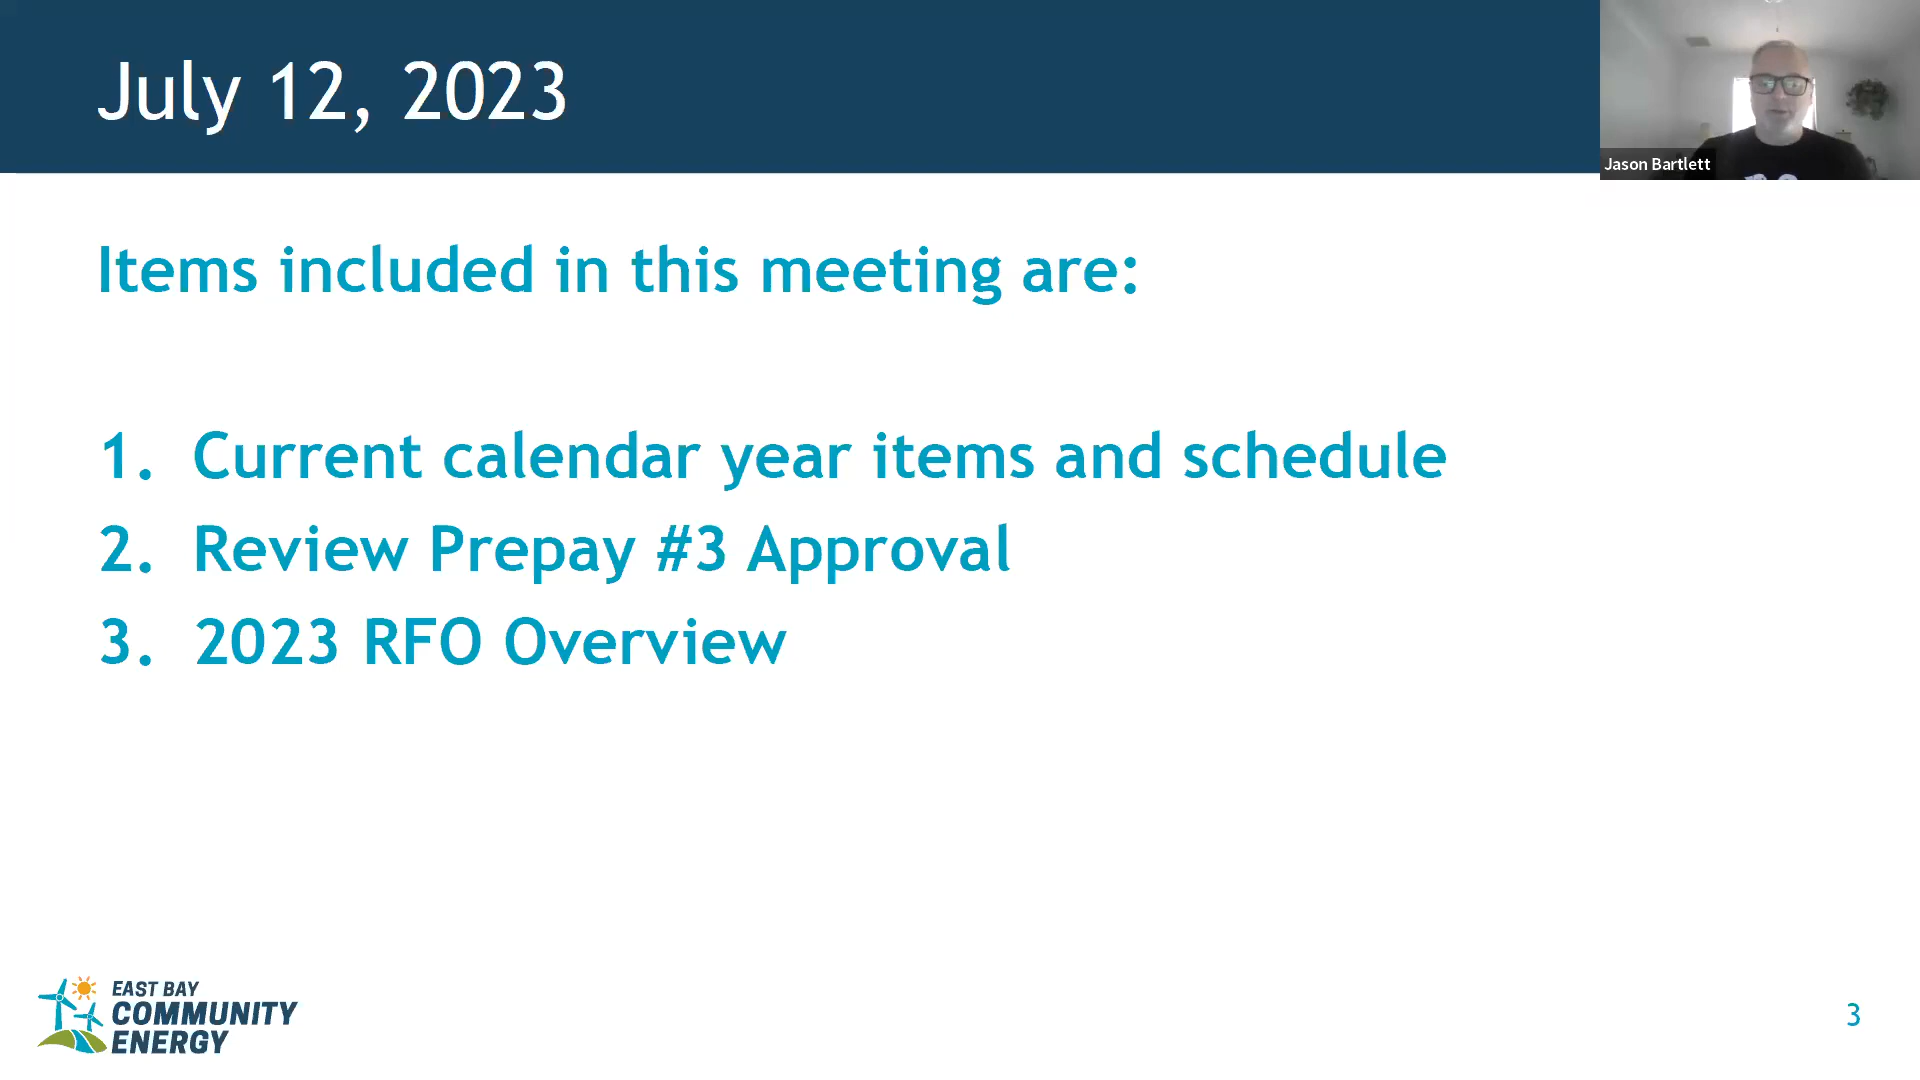 July 12, 2023
Jason Bartlett
Items included in this meeting are:
1. Current calendar year items and schedule
2. Review Prepay #3 Approval
3. 2023 RFO Overview
EAST BAY
COMMUNITY
ENERGY
3